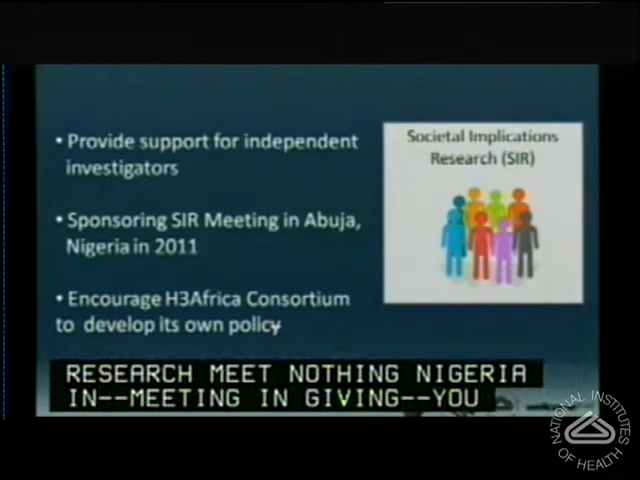 • Provide support for independent
investigators
• Sponsoring SIR Meeting in Abuja,
Nigeria in 2011
• Encourage H3Africa Consortium
to develop its own policy
Societal Implications
Research (SIR)
RESEARCH MEET NOTHING NIGERIA
IN--MEETING IN GIVING--YOU
NATIONAL INSTITUTES
OF HEALTH